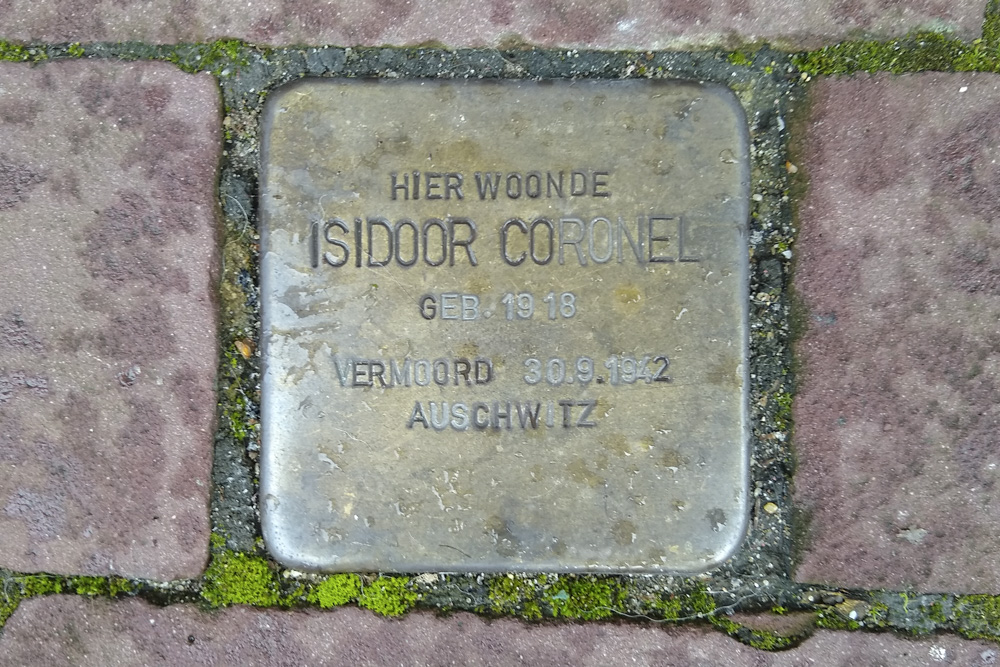 HIER WOONDE
ISIDOOR CORONEL
GEB. 1918
VERMOORD 30.9.1942
AUSCHWITZ